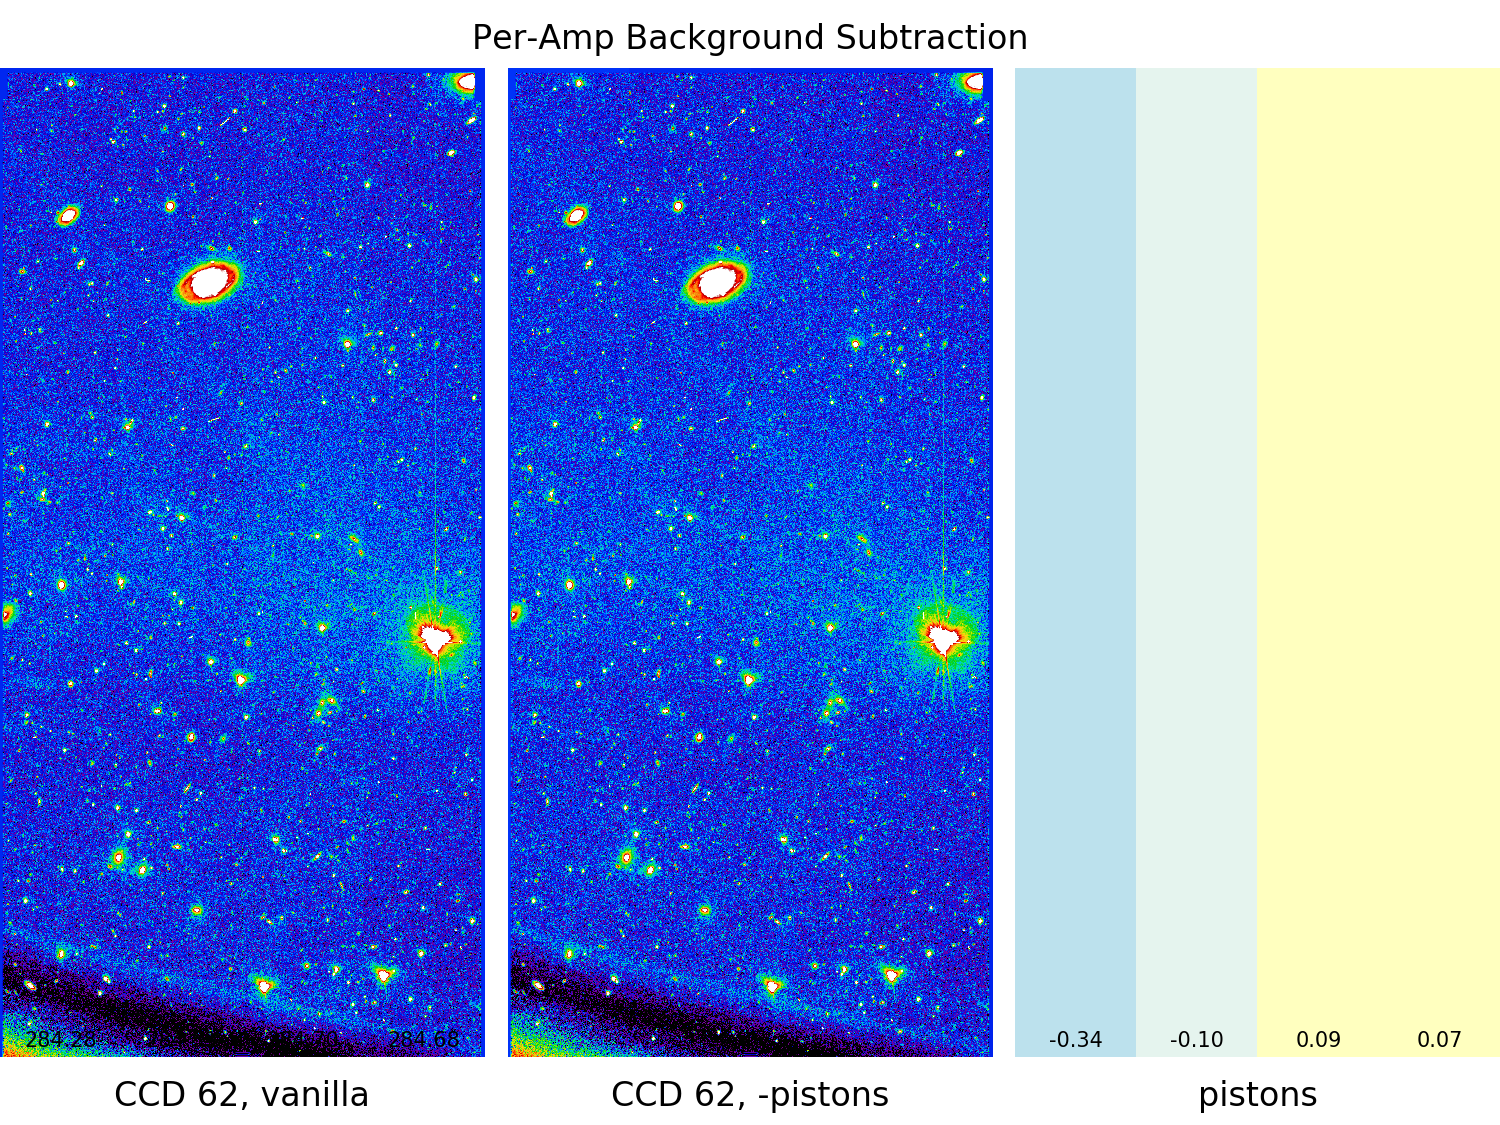 Per-Amp Background Subtraction
284.28
284.68
-0.34 -0.10 0.09 0.07
CCD 62, vanilla
CCD 62, -pistons
pistons